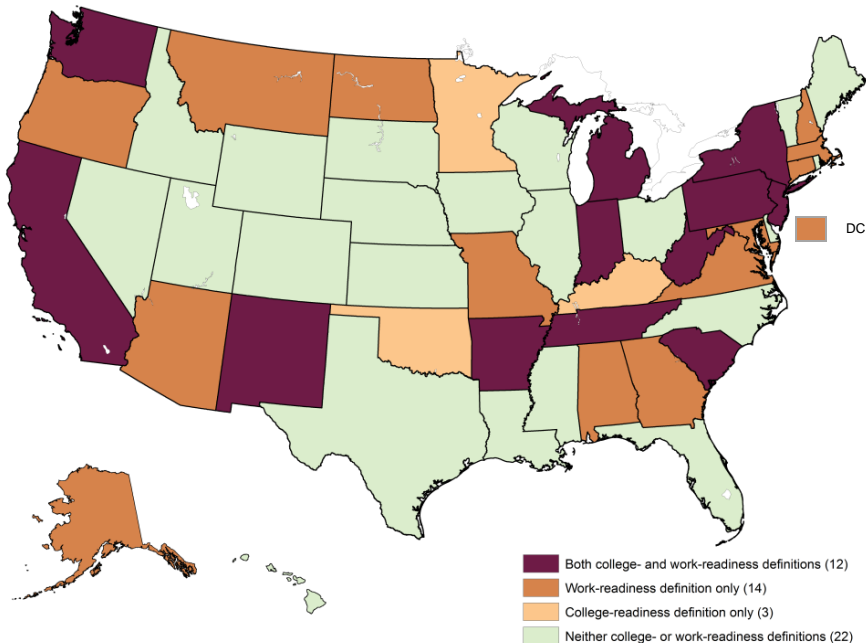 DC
Both college- and work-readiness definitions (12)
Work-readiness definition only (14)
College-readiness definition only (3)
Neither college- or work-readiness definitions (22)